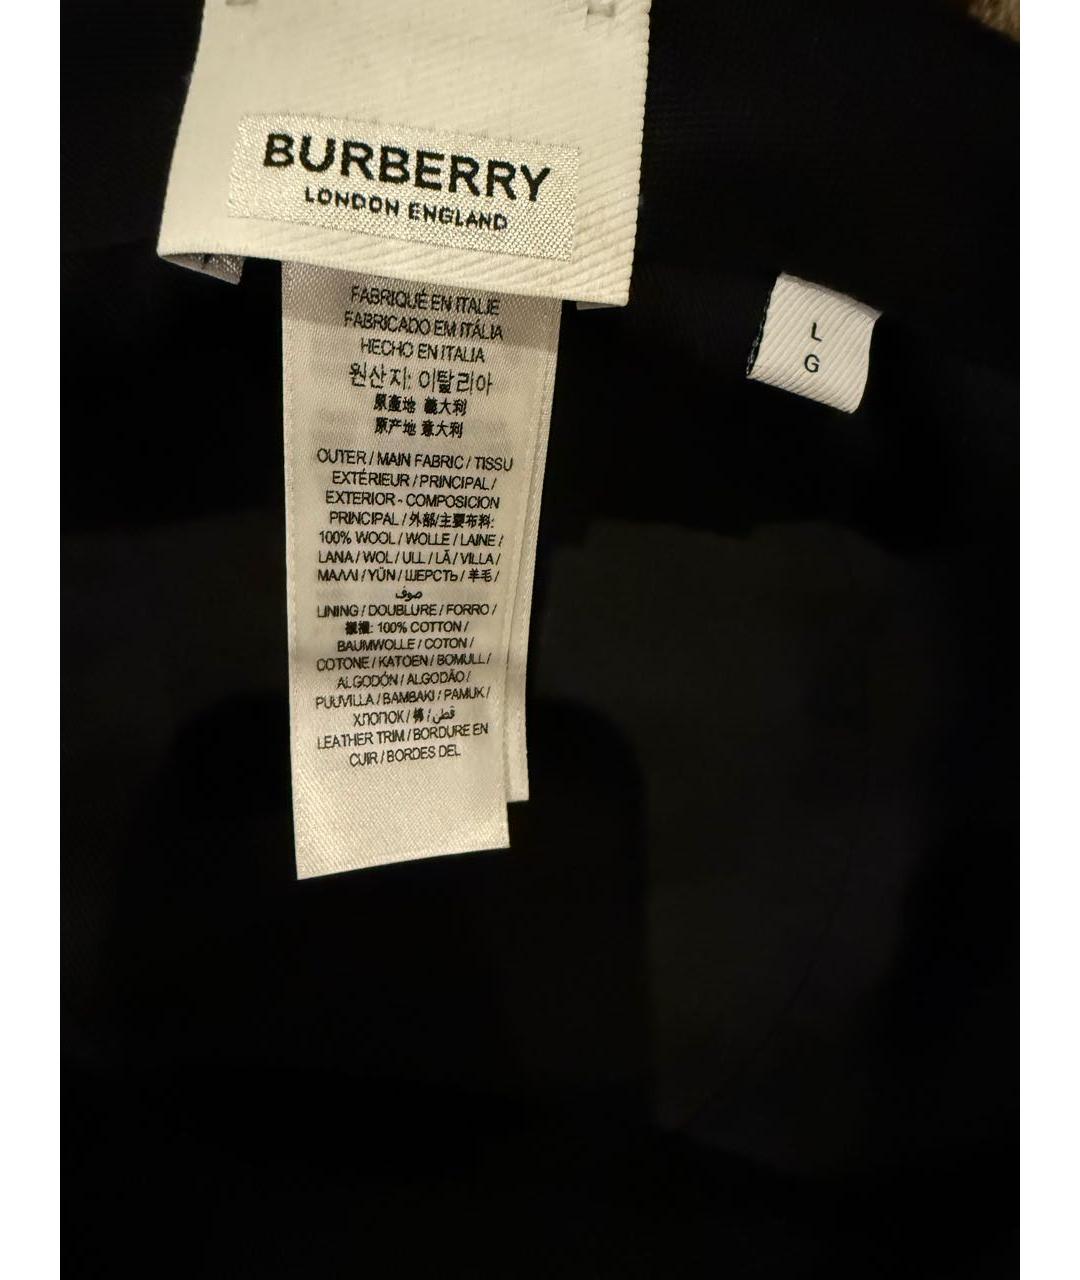 BURBERRY
LONDON ENGLAND
FABRIQUÉ EN ITALIE
FABRICADO EM ITÁLIA
HECHO EN ITALIA
원산지: 이탈리아
原產地 義大利
原产地 意大利
OUTER / MAIN FABRIC / TISSU
EXTÉRIEUR / PRINCIPAL /
EXTERIOR - COMPOSICION
PRINCIPAL / 外部/主要布料:
100% WOOL / WOLLE / LAINE /
LANA / WOL / ULL / LÃ / VILLA /
ΜΑΛΛΙ / YÜN / ШЕРСТЬ / 羊毛 /
صوف
LINING / DOUBLURE / FORRO /
襯裡: 100% COTTON /
BAUMWOLLE / COTON /
COTONE / KATOEN / BOMULL /
ALGODÓN / ALGODÃO /
PUUVILLA / BAMBAKI / PAMUK /
ХЛОПОК / 棉 / قطن
LEATHER TRIM / BORDURE EN
CUIR / BORDES DEL
L
G